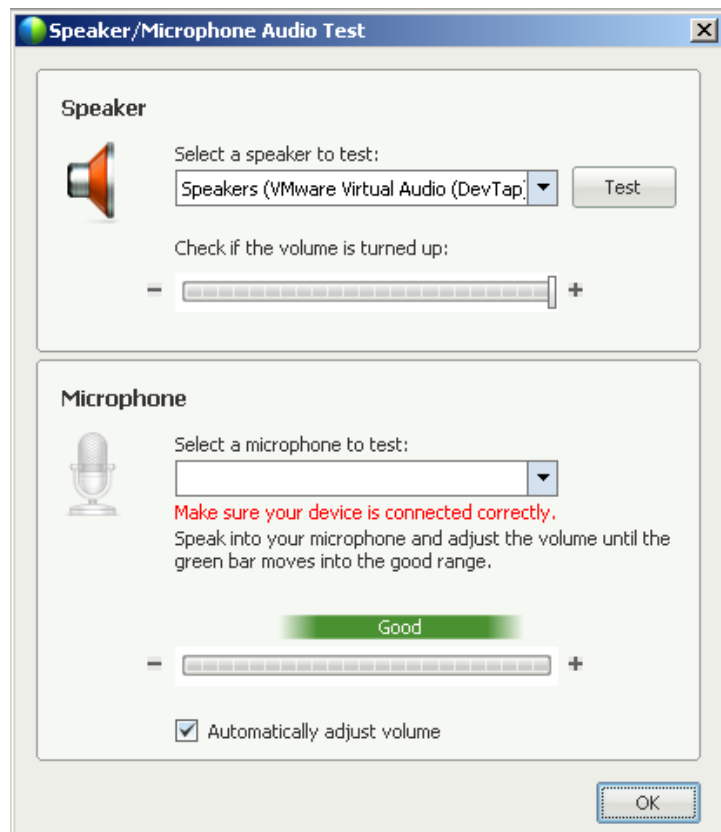 Speaker/Microphone Audio Test
Speaker
Select a speaker to test:
Speakers (VMware Virtual Audio (DevTap)
Test
Check if the volume is turned up:
- +
Microphone
Select a microphone to test:
Make sure your device is connected correctly.
Speak into your microphone and adjust the volume until the
green bar moves into the good range.
Good
- +
Automatically adjust volume
OK